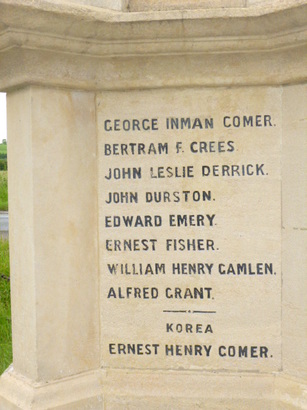 GEORGE INMAN COMER.
BERTRAM F. CREES
JOHN LESLIE DERRICK.
JOHN DURSTON.
EDWARD EMERY.
ERNEST FISHER.
WILLIAM HENRY GAMLEN.
ALFRED GRANT.
KOREA
ERNEST HENRY COMER.